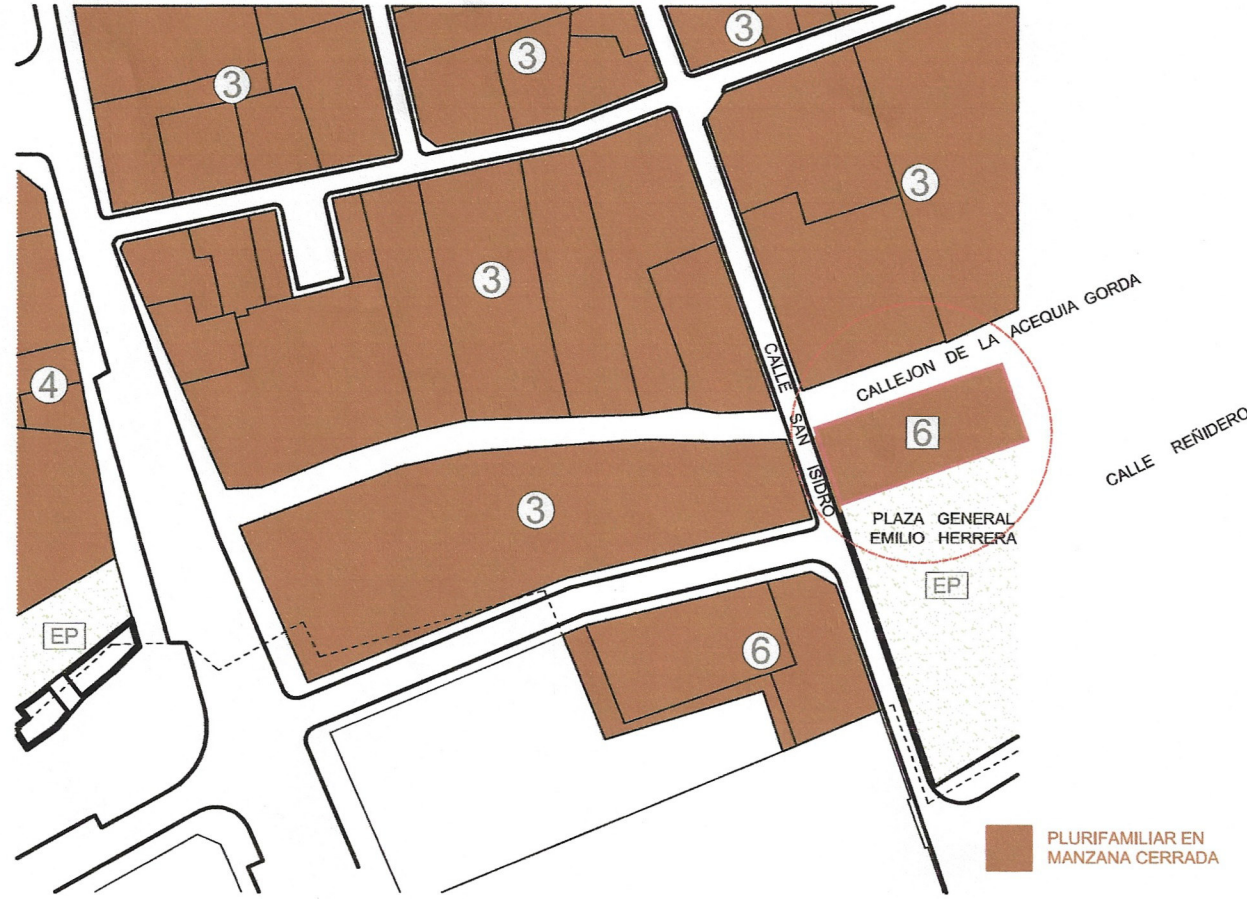 3
3
3
3
3
4
CALLEJON DE LA ACEQUIA GORDA
CALLE SAN ISIDRO
6
CALLE REÑIDERO
3
PLAZA GENERAL
EMILIO HERRERA
EP
EP
6
PLURIFAMILIAR EN
MANZANA CERRADA